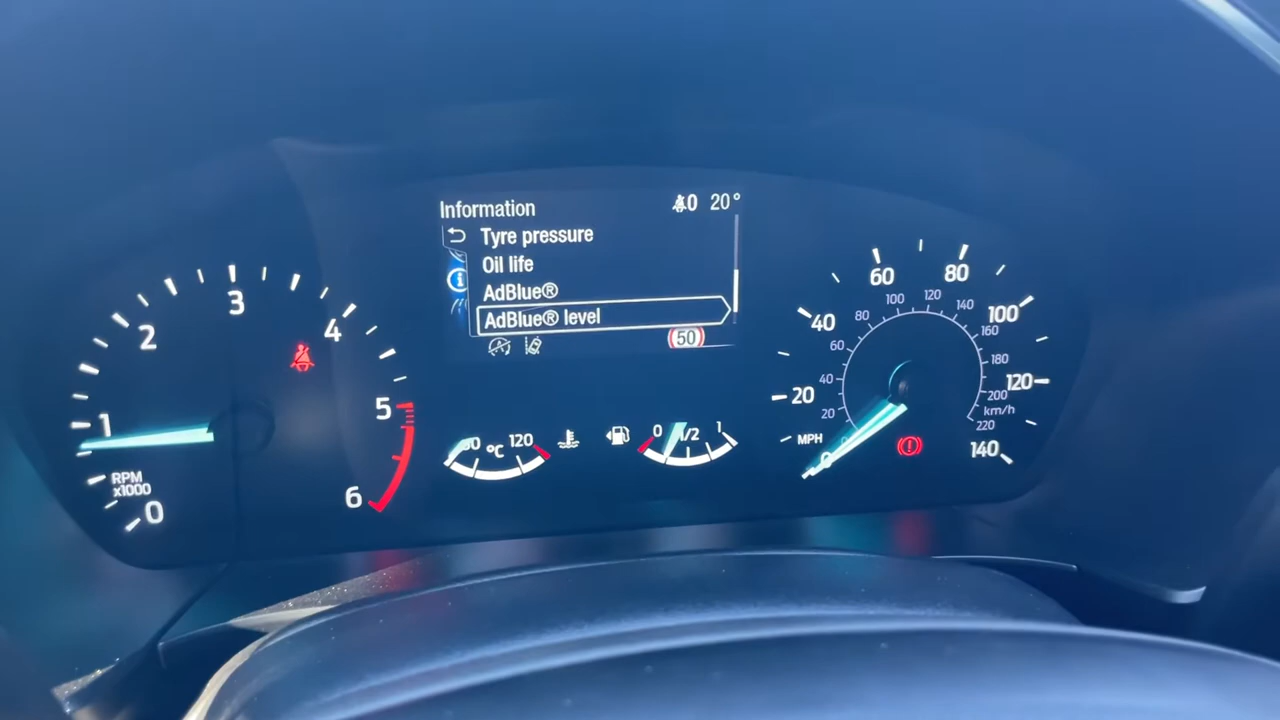 Information 0 20°
Tyre pressure
Oil life
AdBlue®
AdBlue® level
50
0
1
2
3
4
5
6
RPM
x1000
°C 120
0 1/2 1
0
20
40
60
80
100
120
140
MPH
20
40
60
80
100
120
140
160
180
200
220
km/h